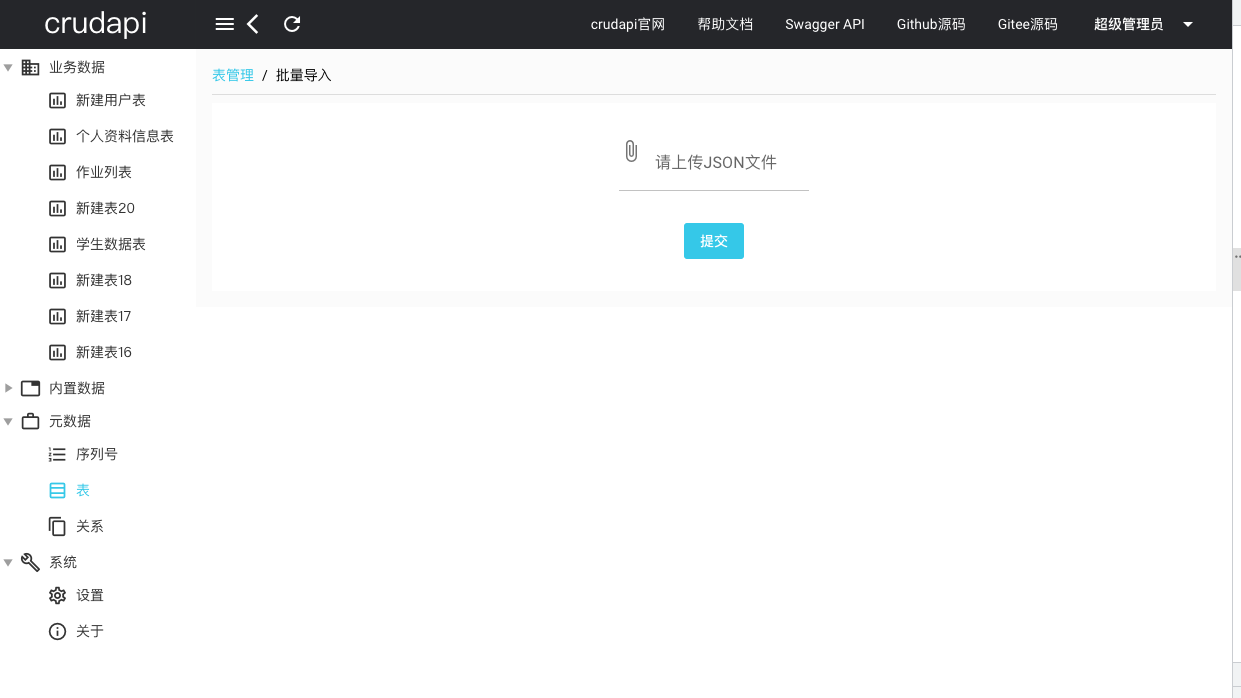 crudapi
crudapi官网 帮助文档 Swagger API Github源码 Gitee源码 超级管理员
业务数据
新建用户表
个人资料信息表
作业列表
新建表20
学生数据表
新建表18
新建表17
新建表16
内置数据
元数据
序列号
表
关系
系统
设置
关于
表管理 / 批量导入
请上传JSON文件
提交